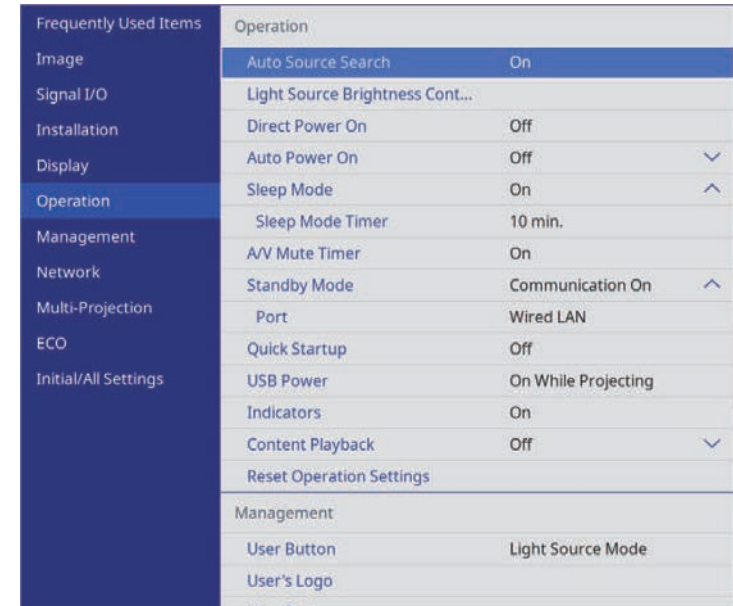 Frequently Used Items
Image
Signal I/O
Installation
Display
Operation
Management
Network
Multi-Projection
ECO
Initial/All Settings
Operation
Auto Source Search On
Light Source Brightness Cont...
Direct Power On Off
Auto Power On Off
Sleep Mode On
Sleep Mode Timer 10 min.
A/V Mute Timer On
Standby Mode Communication On
Port Wired LAN
Quick Startup Off
USB Power On While Projecting
Indicators On
Content Playback Off
Reset Operation Settings
Management
User Button Light Source Mode
User's Logo